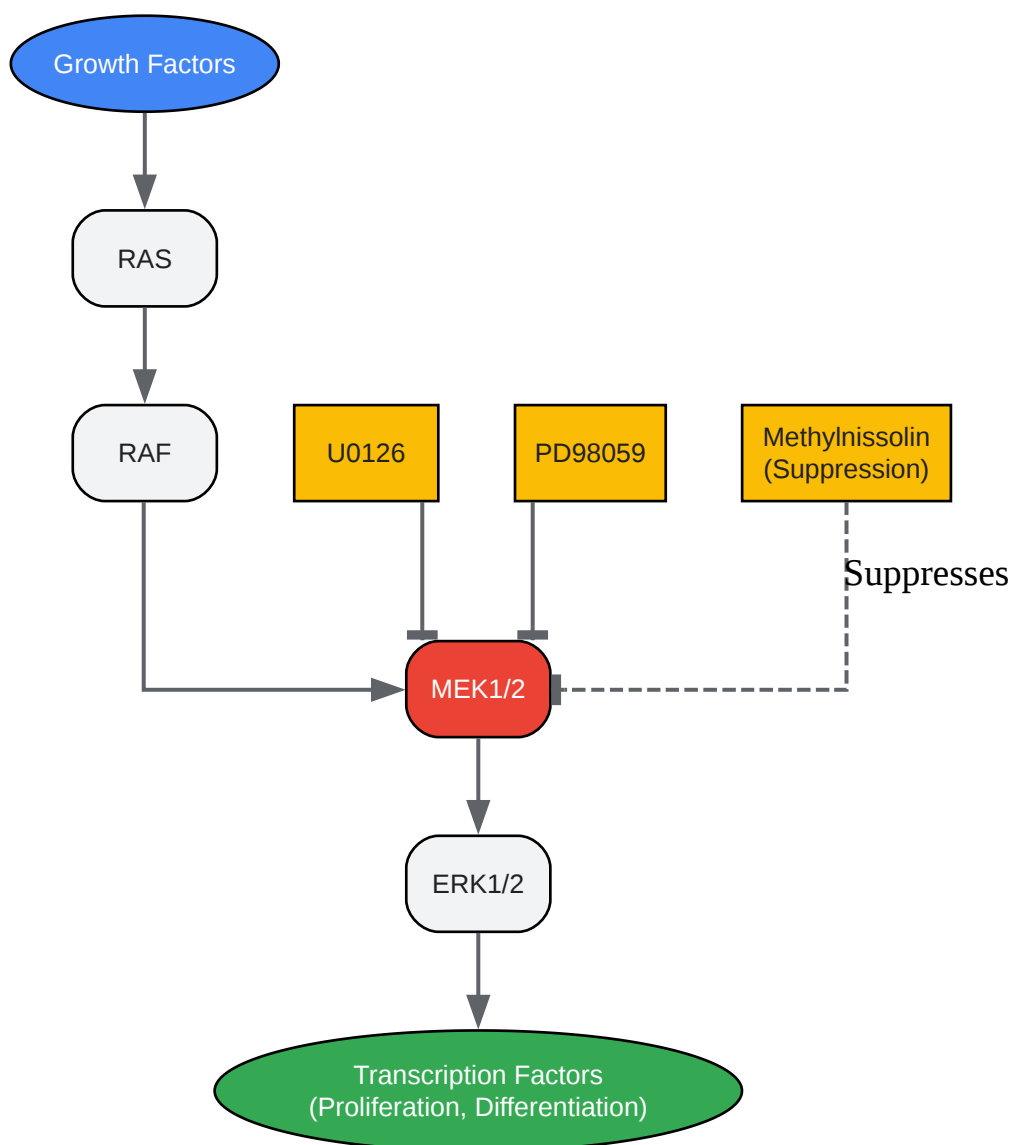 Growth Factors
RAS
RAF
U0126
PD98059
Methylnissolin
(Suppression)
Suppresses
MEK1/2
ERK1/2
Transcription Factors
(Proliferation, Differentiation)